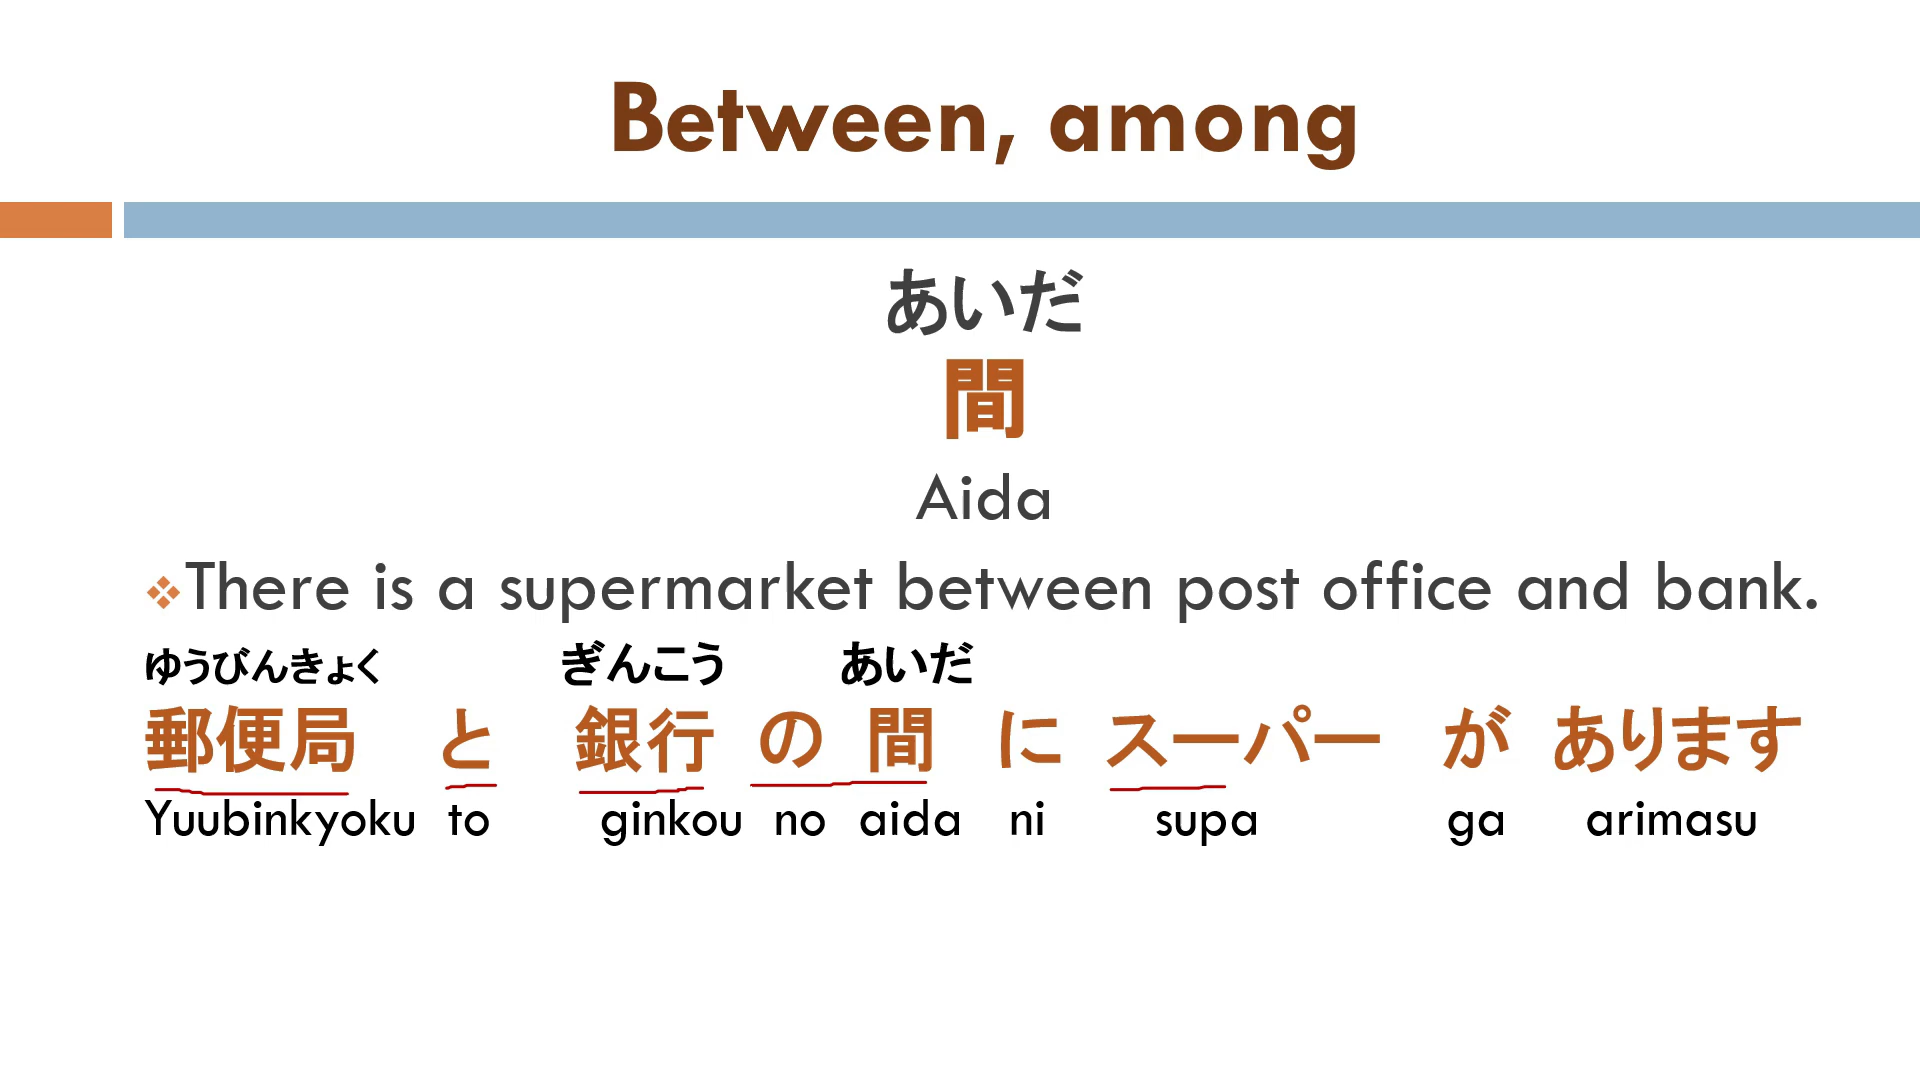 Between, among
あいだ
間
Aida
There is a supermarket between post office and bank.
ゆうびんきょく ぎんこう あいだ
郵便局 と 銀行 の 間 に スーパー が あります
Yuubinkyoku to ginkou no aida ni supa ga arimasu